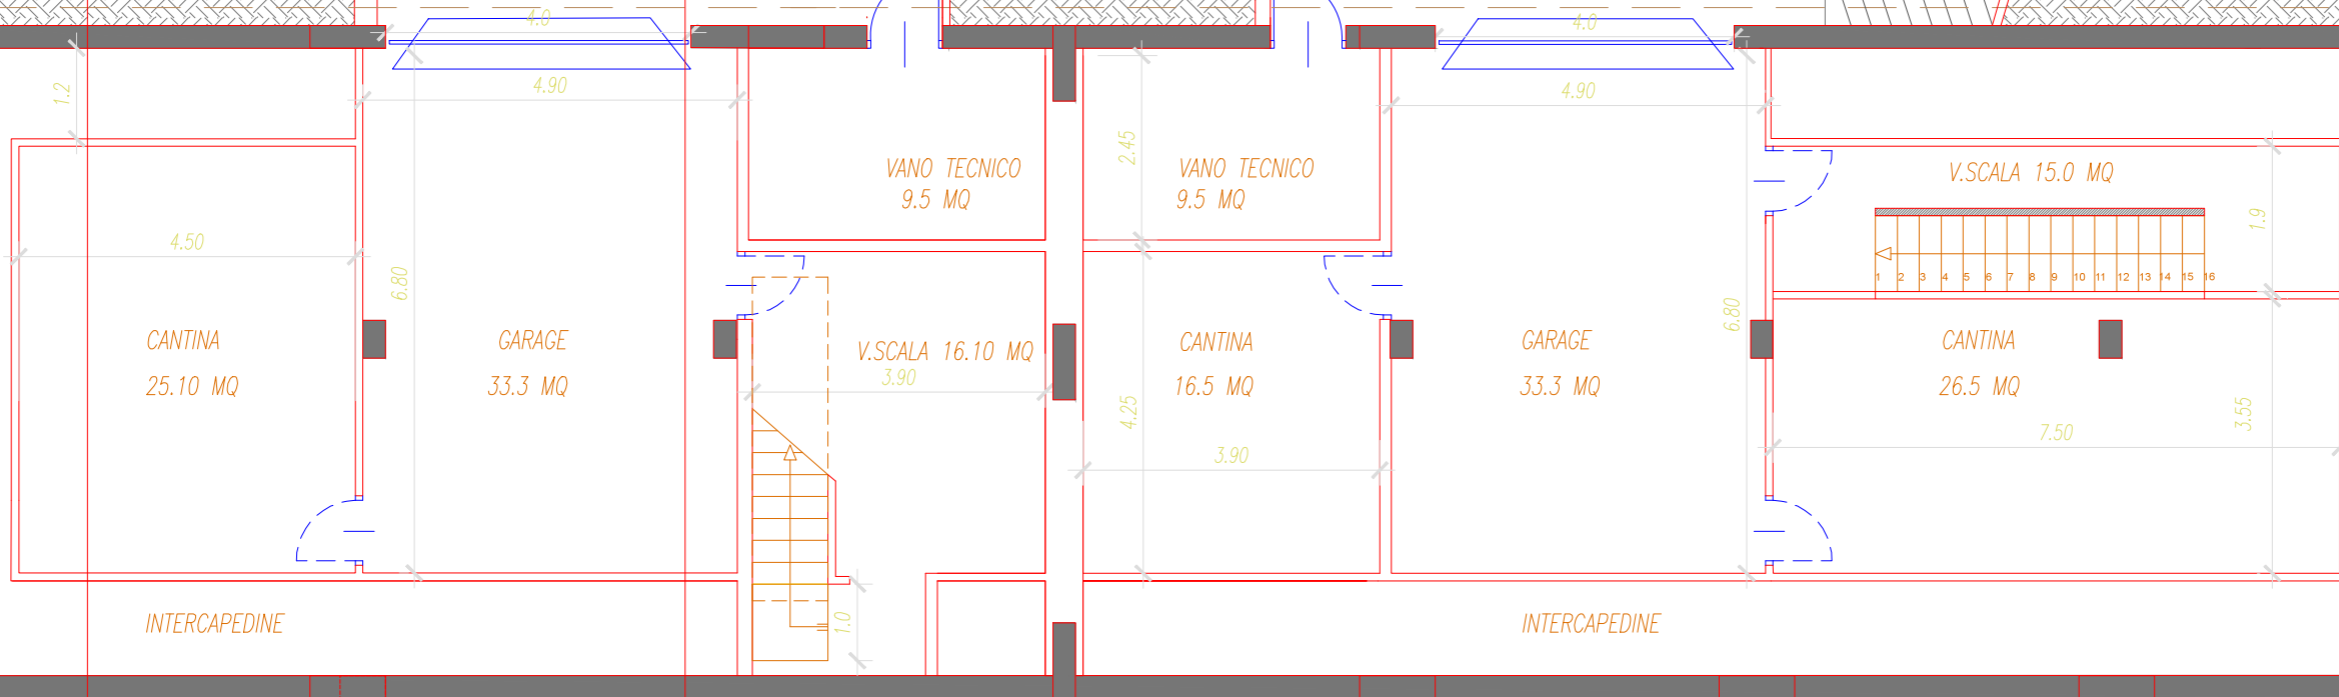 4.0
4.0
1.2
4.90
4.90
2.45
VANO TECNICO
9.5 MQ
VANO TECNICO
9.5 MQ
V.SCALA 15.0 MQ
1.9
4.50
6.80
1 2 3 4 5 6 7 8 9 10 11 12 13 14 15 16
6.80
CANTINA
25.10 MQ
GARAGE
33.3 MQ
V.SCALA 16.10 MQ
3.90
CANTINA
16.5 MQ
GARAGE
33.3 MQ
CANTINA
26.5 MQ
4.25
3.55
3.90
7.50
1.0
INTERCAPEDINE
INTERCAPEDINE